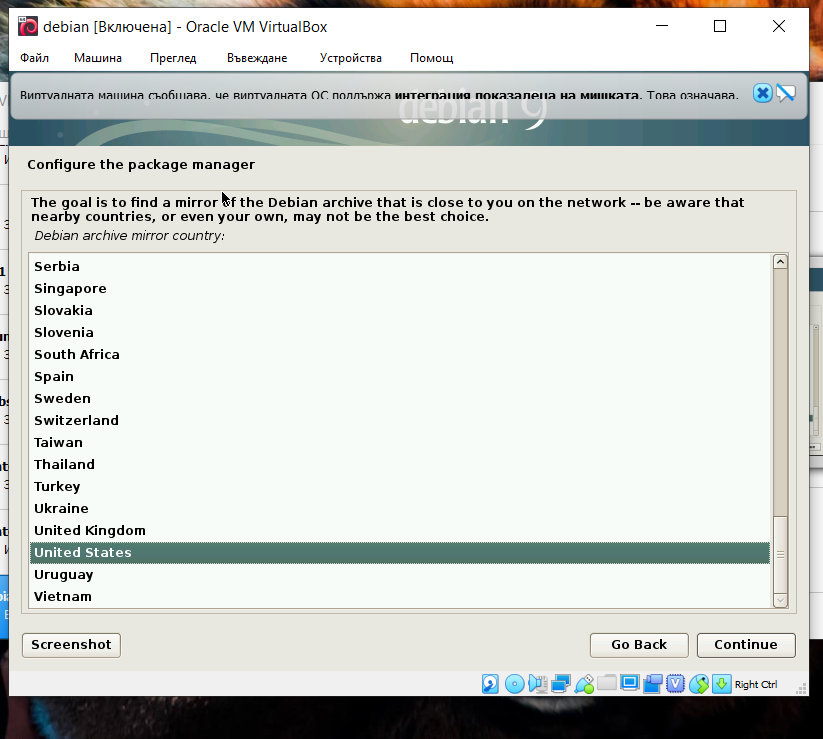 debian [Включена] - Oracle VM VirtualBox
Файл Машина Преглед Въвеждане Устройства Помощ
Виртуалната машина съобщава, че виртуалната ОС поддържа интеграция показалеца на мишката. Това означава,
debian 9
Configure the package manager
The goal is to find a mirror of the Debian archive that is close to you on the network -- be aware that
nearby countries, or even your own, may not be the best choice.
Debian archive mirror country:
Serbia
Singapore
Slovakia
Slovenia
South Africa
Spain
Sweden
Switzerland
Taiwan
Thailand
Turkey
Ukraine
United Kingdom
United States
Uruguay
Vietnam
Screenshot Go Back Continue
Right Ctrl